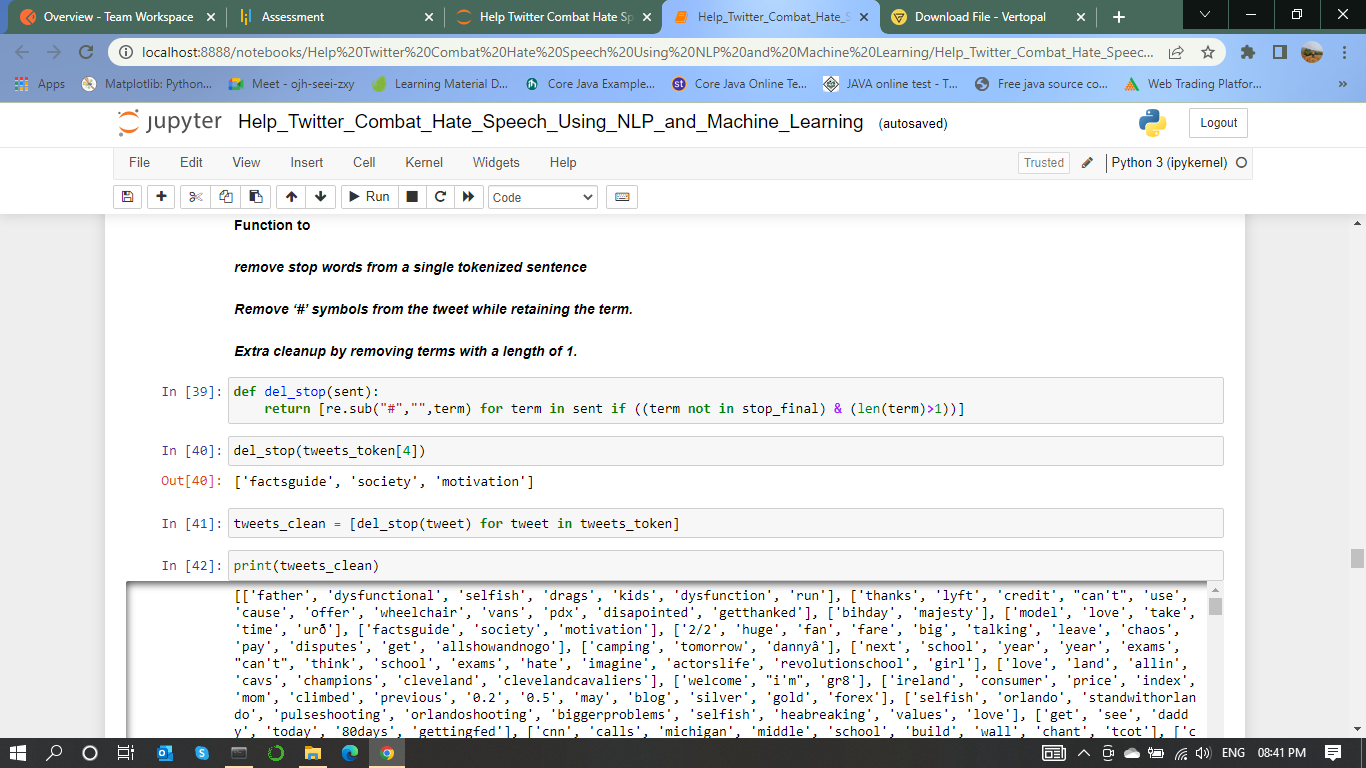 Overview - Team Workspace
Assessment
Help Twitter Combat Hate Sp
Help_Twitter_Combat_Hate_S
Download File - Vertopal
localhost:8888/notebooks/Help%20Twitter%20Combat%20Hate%20Speech%20Using%20NLP%20and%20Machine%20Learning/Help_Twitter_Combat_Hate_Speec...
Apps
Matplotlib: Python...
Meet - ojh-seei-zxy
Learning Material D...
Core Java Example...
Core Java Online Te...
JAVA online test - T...
Free java source co...
Web Trading Platfor...
»
jupyter Help_Twitter_Combat_Hate_Speech_Using_NLP_and_Machine_Learning (autosaved)
Logout
File Edit View Insert Cell Kernel Widgets Help
Trusted
Python 3 (ipykernel)
Run
Code
Function to
remove stop words from a single tokenized sentence
Remove ‘#’ symbols from the tweet while retaining the term.
Extra cleanup by removing terms with a length of 1.
In [39]: def del_stop(sent):
return [re.sub("#","",term) for term in sent if ((term not in stop_final) & (len(term)>1))]
In [40]: del_stop(tweets_token[4])
Out[40]: ['factsguide', 'society', 'motivation']
In [41]: tweets_clean = [del_stop(tweet) for tweet in tweets_token]
In [42]: print(tweets_clean)
[['father', 'dysfunctional', 'selfish', 'drags', 'kids', 'dysfunction', 'run'], ['thanks', 'lyft', 'credit', "can't", 'use',
'cause', 'offer', 'wheelchair', 'vans', 'pdx', 'disapointed', 'getthanked'], ['bihday', 'majesty'], ['model', 'love', 'take',
'time', 'urð'], ['factsguide', 'society', 'motivation'], ['2/2', 'huge', 'fan', 'fare', 'big', 'talking', 'leave', 'chaos',
'pay', 'disputes', 'get', 'allshowandnogo'], ['camping', 'tomorrow', 'dannyâ'], ['next', 'school', 'year', 'year', 'exams',
"can't", 'think', 'school', 'exams', 'hate', 'imagine', 'actorslife', 'revolutionschool', 'girl'], ['love', 'land', 'allin',
'cavs', 'champions', 'cleveland', 'clevelandcavaliers'], ['welcome', "i'm", 'gr8'], ['ireland', 'consumer', 'price', 'index',
'mom', 'climbed', 'previous', '0.2', '0.5', 'may', 'blog', 'silver', 'gold', 'forex'], ['selfish', 'orlando', 'standwithorlan
do', 'pulseshooting', 'orlandoshooting', 'biggerproblems', 'selfish', 'heabreaking', 'values', 'love'], ['get', 'see', 'dadd
y', 'today', '80days', 'gettingfed'], ['cnn', 'calls', 'michigan', 'middle', 'school', 'build', 'wall', 'chant', 'tcot'], ['c
ENG 08:41 PM